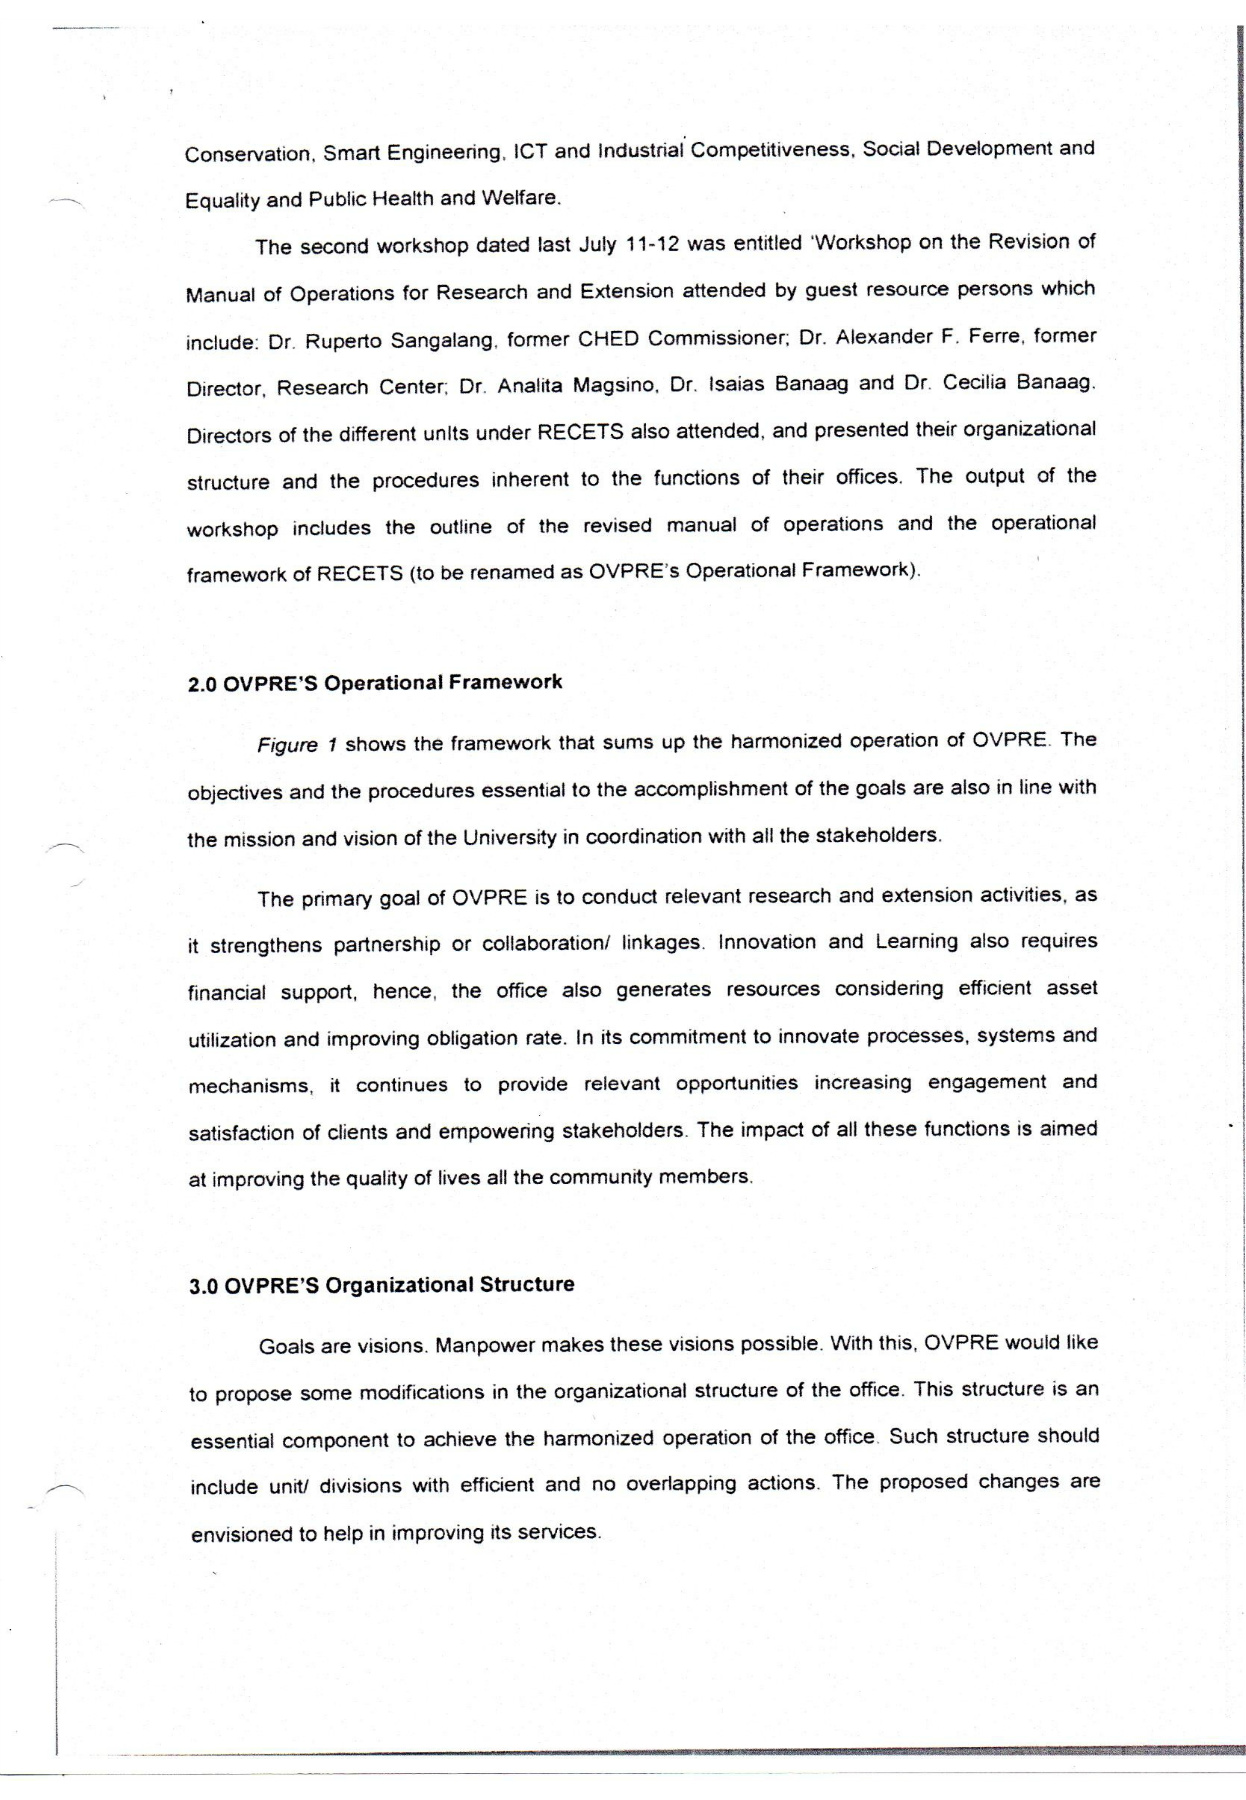 Conservation, Smart Engineering, ICT and Industrial Competitiveness, Social Development and
Equality and Public Health and Welfare.
The second workshop dated last July 11-12 was entitled 'Workshop on the Revision of
Manual of Operations for Research and Extension attended by guest resource persons which
include: Dr. Ruperto Sangalang, former CHED Commissioner; Dr. Alexander F. Ferre, former
Director, Research Center; Dr. Analita Magsino, Dr. Isaias Banaag and Dr. Cecilia Banaag.
Directors of the different units under RECETS also attended, and presented their organizational
structure and the procedures inherent to the functions of their offices. The output of the
workshop includes the outline of the revised manual of operations and the operational
framework of RECETS (to be renamed as OVPRE's Operational Framework).
2.0 OVPRE'S Operational Framework
Figure 1 shows the framework that sums up the harmonized operation of OVPRE. The
objectives and the procedures essential to the accomplishment of the goals are also in line with
the mission and vision of the University in coordination with all the stakeholders.
The primary goal of OVPRE is to conduct relevant research and extension activities, as
it strengthens partnership or collaboration/ linkages. Innovation and Learning also requires
financial support, hence, the office also generates resources considering efficient asset
utilization and improving obligation rate. In its commitment to innovate processes, systems and
mechanisms, it continues to provide relevant opportunities increasing engagement and
satisfaction of clients and empowering stakeholders. The impact of all these functions is aimed
at improving the quality of lives all the community members.
3.0 OVPRE'S Organizational Structure
Goals are visions. Manpower makes these visions possible. With this, OVPRE would like
to propose some modifications in the organizational structure of the office. This structure is an
essential component to achieve the harmonized operation of the office. Such structure should
include unit/ divisions with efficient and no overlapping actions. The proposed changes are
envisioned to help in improving its services.